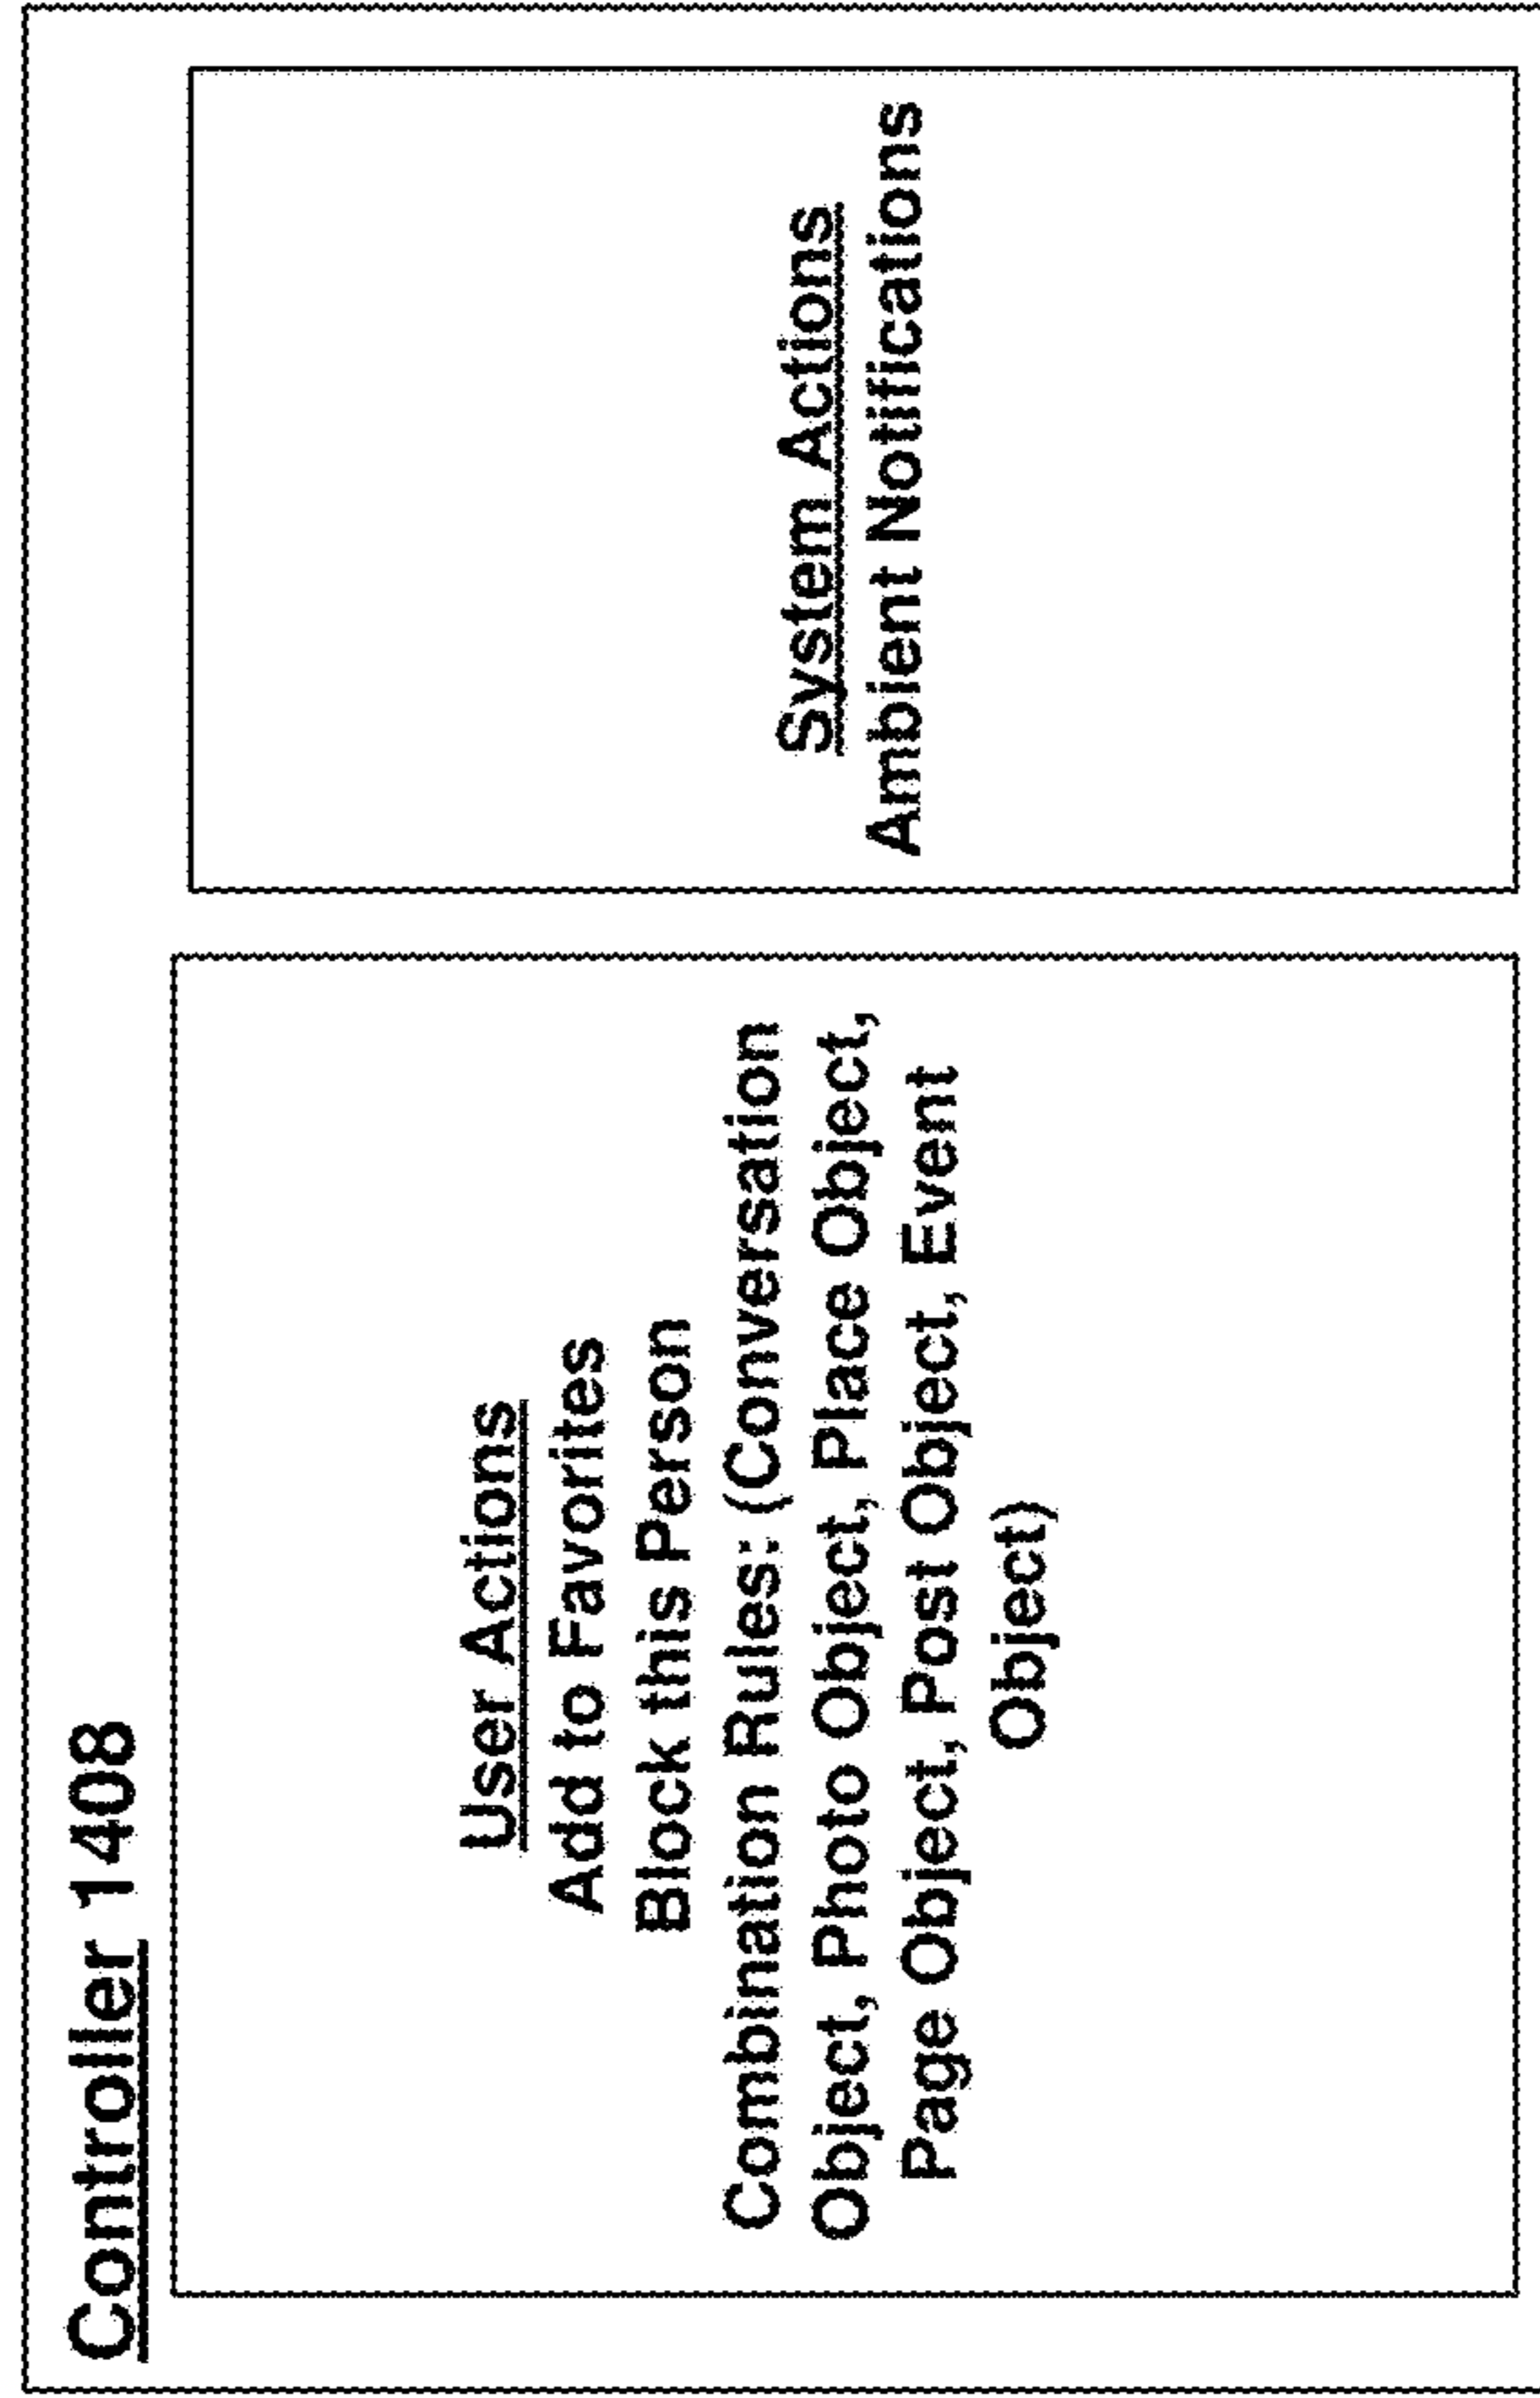 Controller 1408
User Actions
Add to Favorites
Block this Person
Combination Rules: (Conversation
Object, Photo Object, Place Object,
Page Object, Post Object, Event
Object)
System Actions
Ambient Notifications